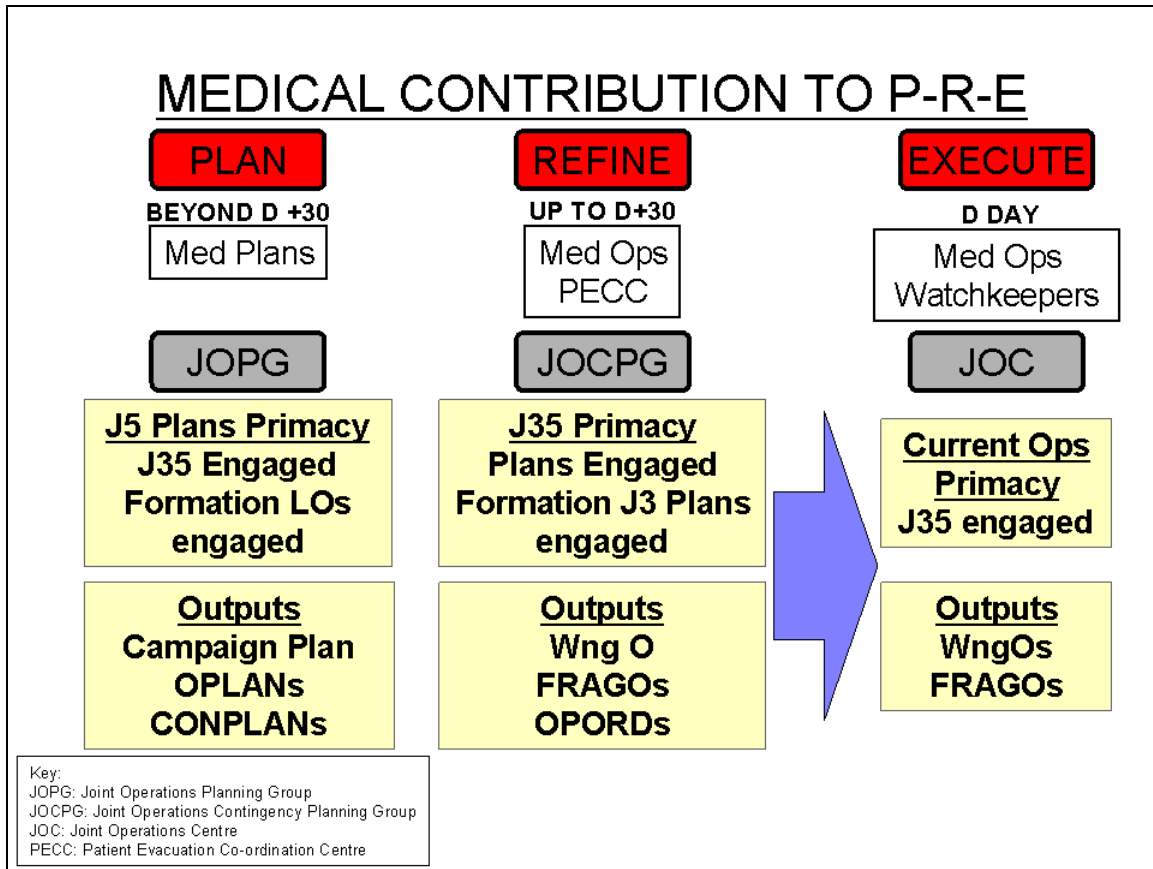 MEDICAL CONTRIBUTION TO P-R-E
PLAN
BEYOND D +30
Med Plans
JOPG
J5 Plans Primacy
J35 Engaged
Formation LOs
engaged
Outputs
Campaign Plan
OPLANs
CONPLANs
REFINE
UP TO D+30
Med Ops
PECC
JOCPG
J35 Primacy
Plans Engaged
Formation J3 Plans
engaged
Outputs
Wng O
FRAGOs
OPORDs
EXECUTE
D DAY
Med Ops
Watchkeepers
JOC
Current Ops
Primacy
J35 engaged
Outputs
WngOs
FRAGOs
Key:
JOPG: Joint Operations Planning Group
JOCPG: Joint Operations Contingency Planning Group
JOC: Joint Operations Centre
PECC: Patient Evacuation Co-ordination Centre